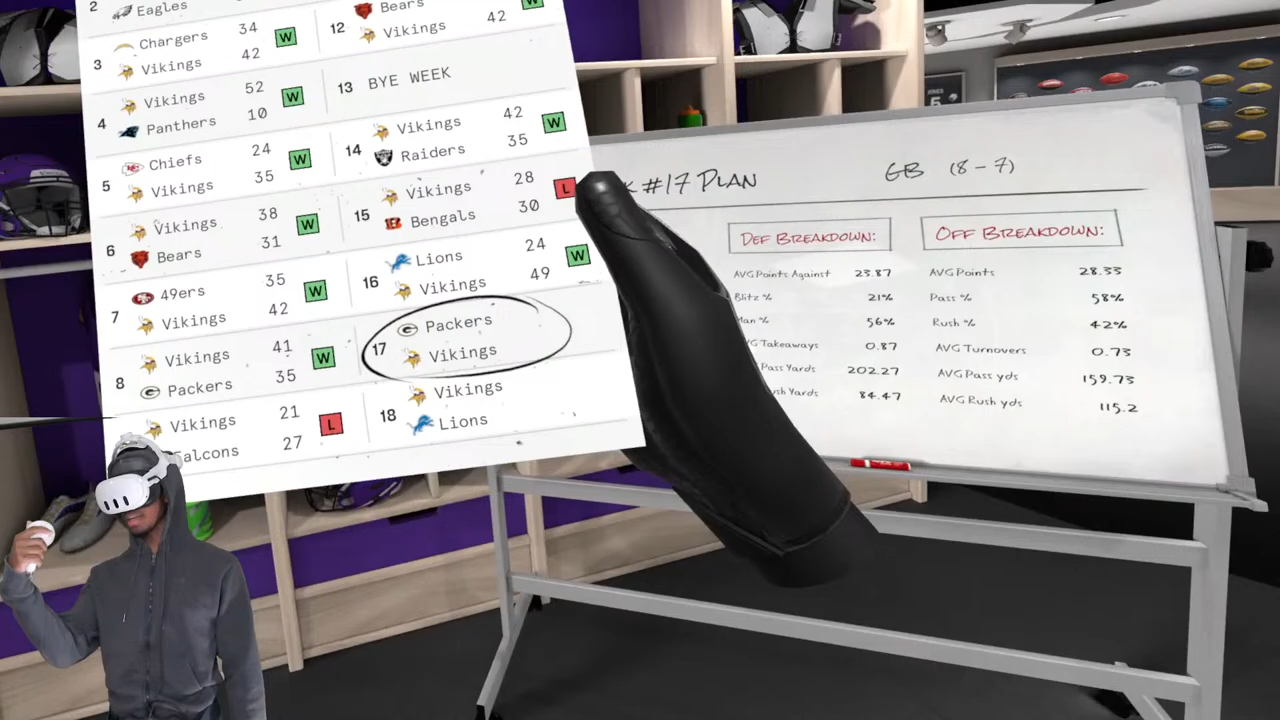 2 Eagles
Chargers 34
3 W
Vikings 42
Vikings 52
4 W
Panthers 10
Chiefs 24
5 W
Vikings 35
Vikings 38
6 W
Bears 31
49ers 35
7 W
Vikings 42
Vikings 41
8 W
Packers 35
Vikings 21
L
alcons 27
Bears
12 W
Vikings 42
13 BYE WEEK
Vikings 42
14 W
Raiders 35
Vikings 28
15 L
Bengals 30
Lions 24
16 W
Vikings 49
Packers
17
Vikings
Vikings
18
Lions
K #17 PLAN GB (8-7)
DEF BREAKDOWN:
AVG Points Against 23.87
Blitz % 21%
Man % 56%
AVG Takeaways 0.87
Pass Yards 202.27
ush Yards 84.47
OFF BREAKDOWN:
AVG Points 28.33
Pass % 58%
Rush % 42%
AVG Turnovers 0.73
AVG Pass yds 159.73
AVG Rush yds 115.2
JONES
5